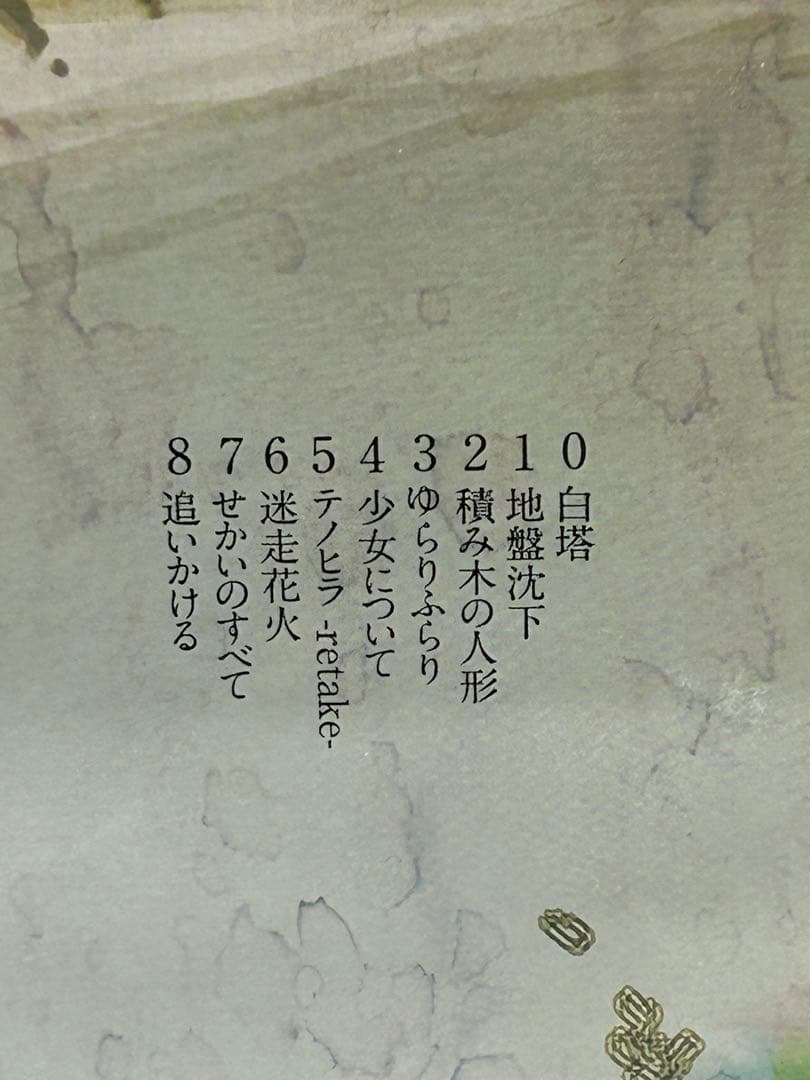 0 白塔
1 地盤沈下
2 積み木の人形
3 ゆらりふらり
4 少女について
5 テノヒラ -retake-
6 迷走花火
7 せかいのすべて
8 追いかける